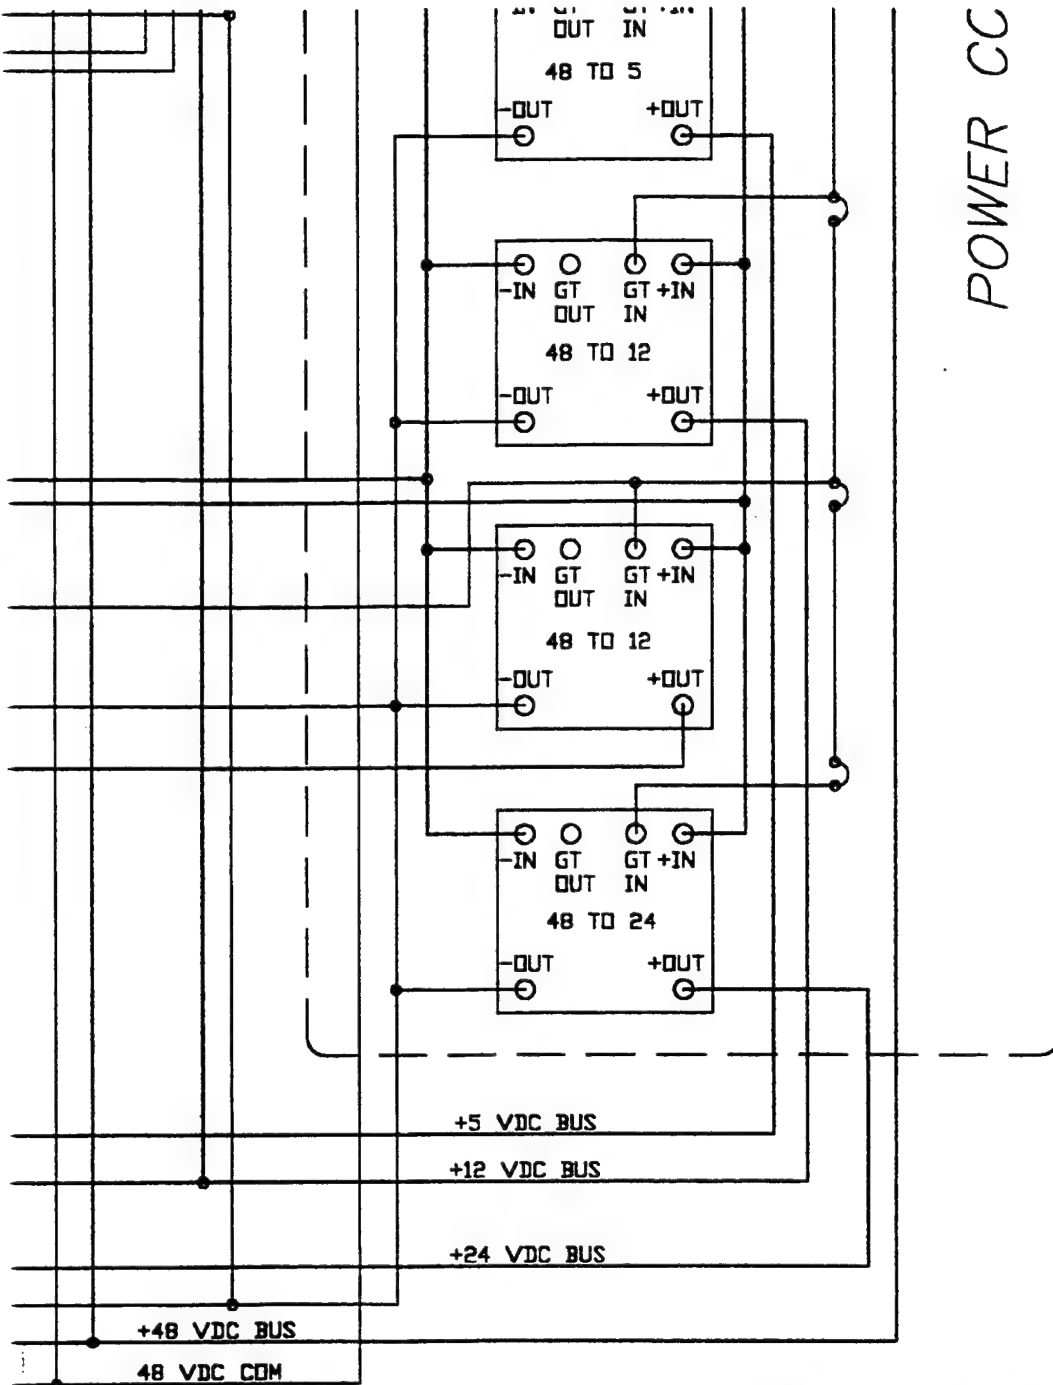 OUT IN
48 TO 5
-OUT +OUT
-IN GT GT +IN
OUT IN
48 TO 12
-OUT +OUT
-IN GT GT +IN
OUT IN
48 TO 12
-OUT +OUT
-IN GT GT +IN
OUT IN
48 TO 24
-OUT +OUT
+5 VDC BUS
+12 VDC BUS
+24 VDC BUS
+48 VDC BUS
48 VDC COM
POWER